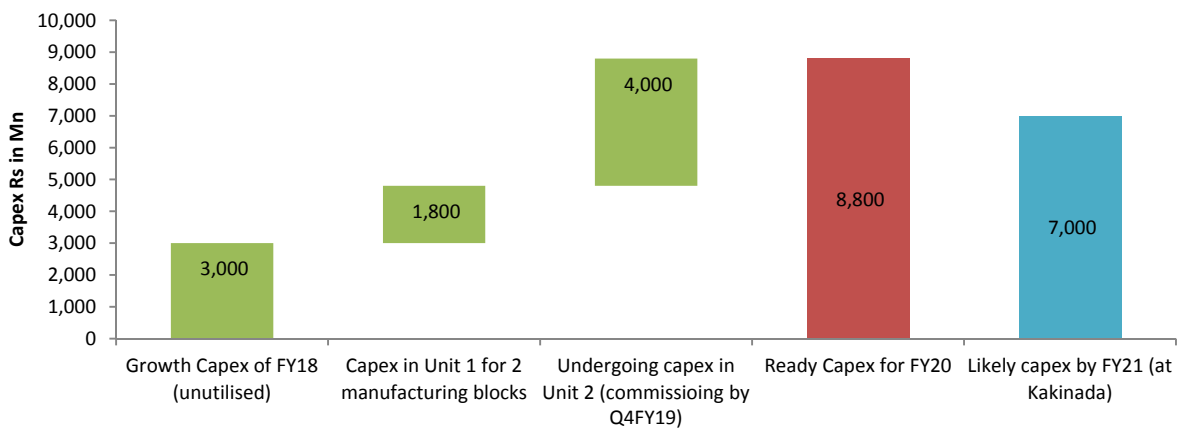 10,000
9,000
8,000
7,000
6,000
5,000
4,000
3,000
2,000
1,000
0
Capex Rs in Mn
3,000
1,800
4,000
8,800
7,000
Growth Capex of FY18
(unutilised)
Capex in Unit 1 for 2
manufacturing blocks
Undergoing capex in
Unit 2 (commissioing by
Q4FY19)
Ready Capex for FY20
Likely capex by FY21 (at
Kakinada)